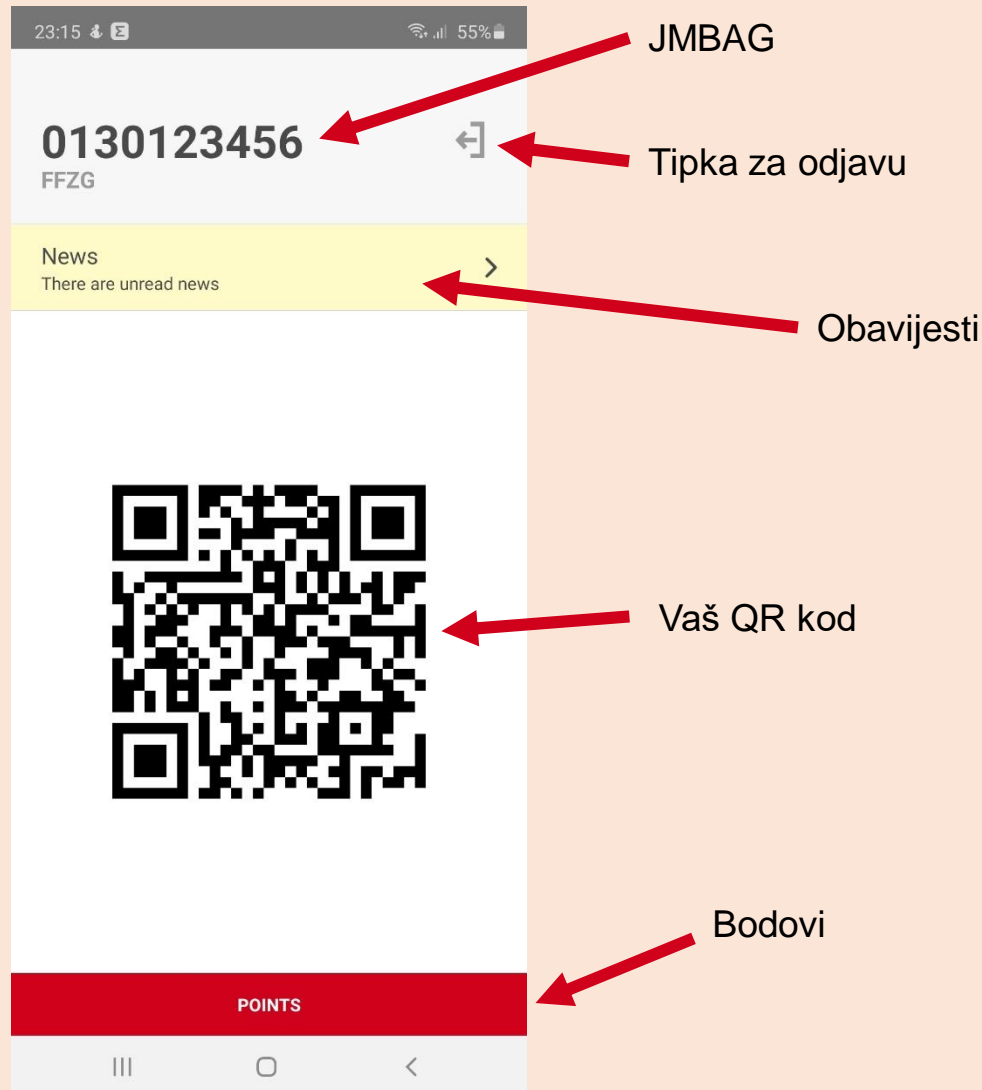 23:15
55%
JMBAG
0130123456
FFZG
Tipka za odjavu
News
There are unread news
Obavijesti
Vaš QR kod
Bodovi
POINTS